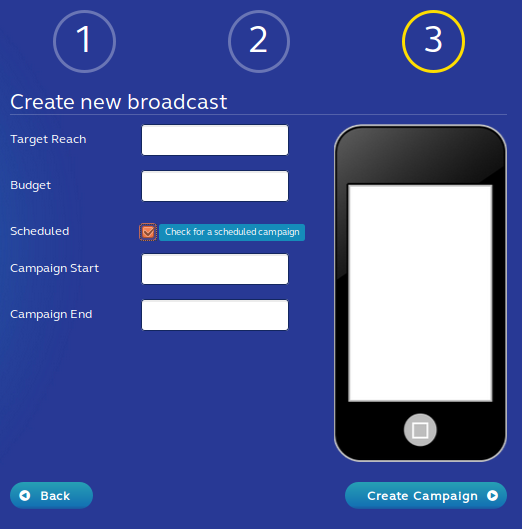 1 2 3
Create new broadcast
Target Reach
Budget
Scheduled Check for a scheduled campaign
Campaign Start
Campaign End
Back Create Campaign